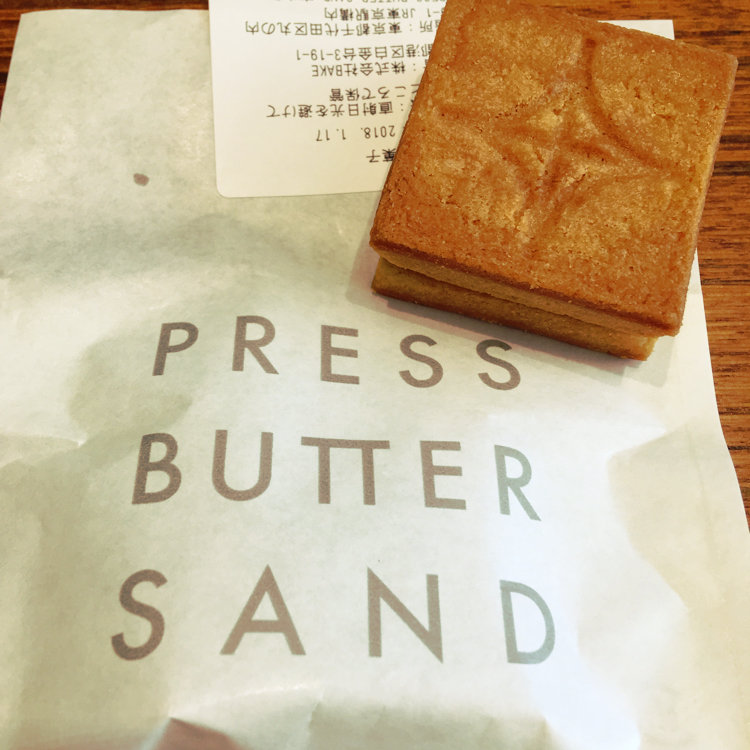 PRESS
BUTTER
SAND
菓子
2018. 1.17
:直射日光を避けて
ころで保管
:株式会社BAKE
都港区白金台3-19-1
所:東京都千代田区丸の内
-1 JR東京駅構内